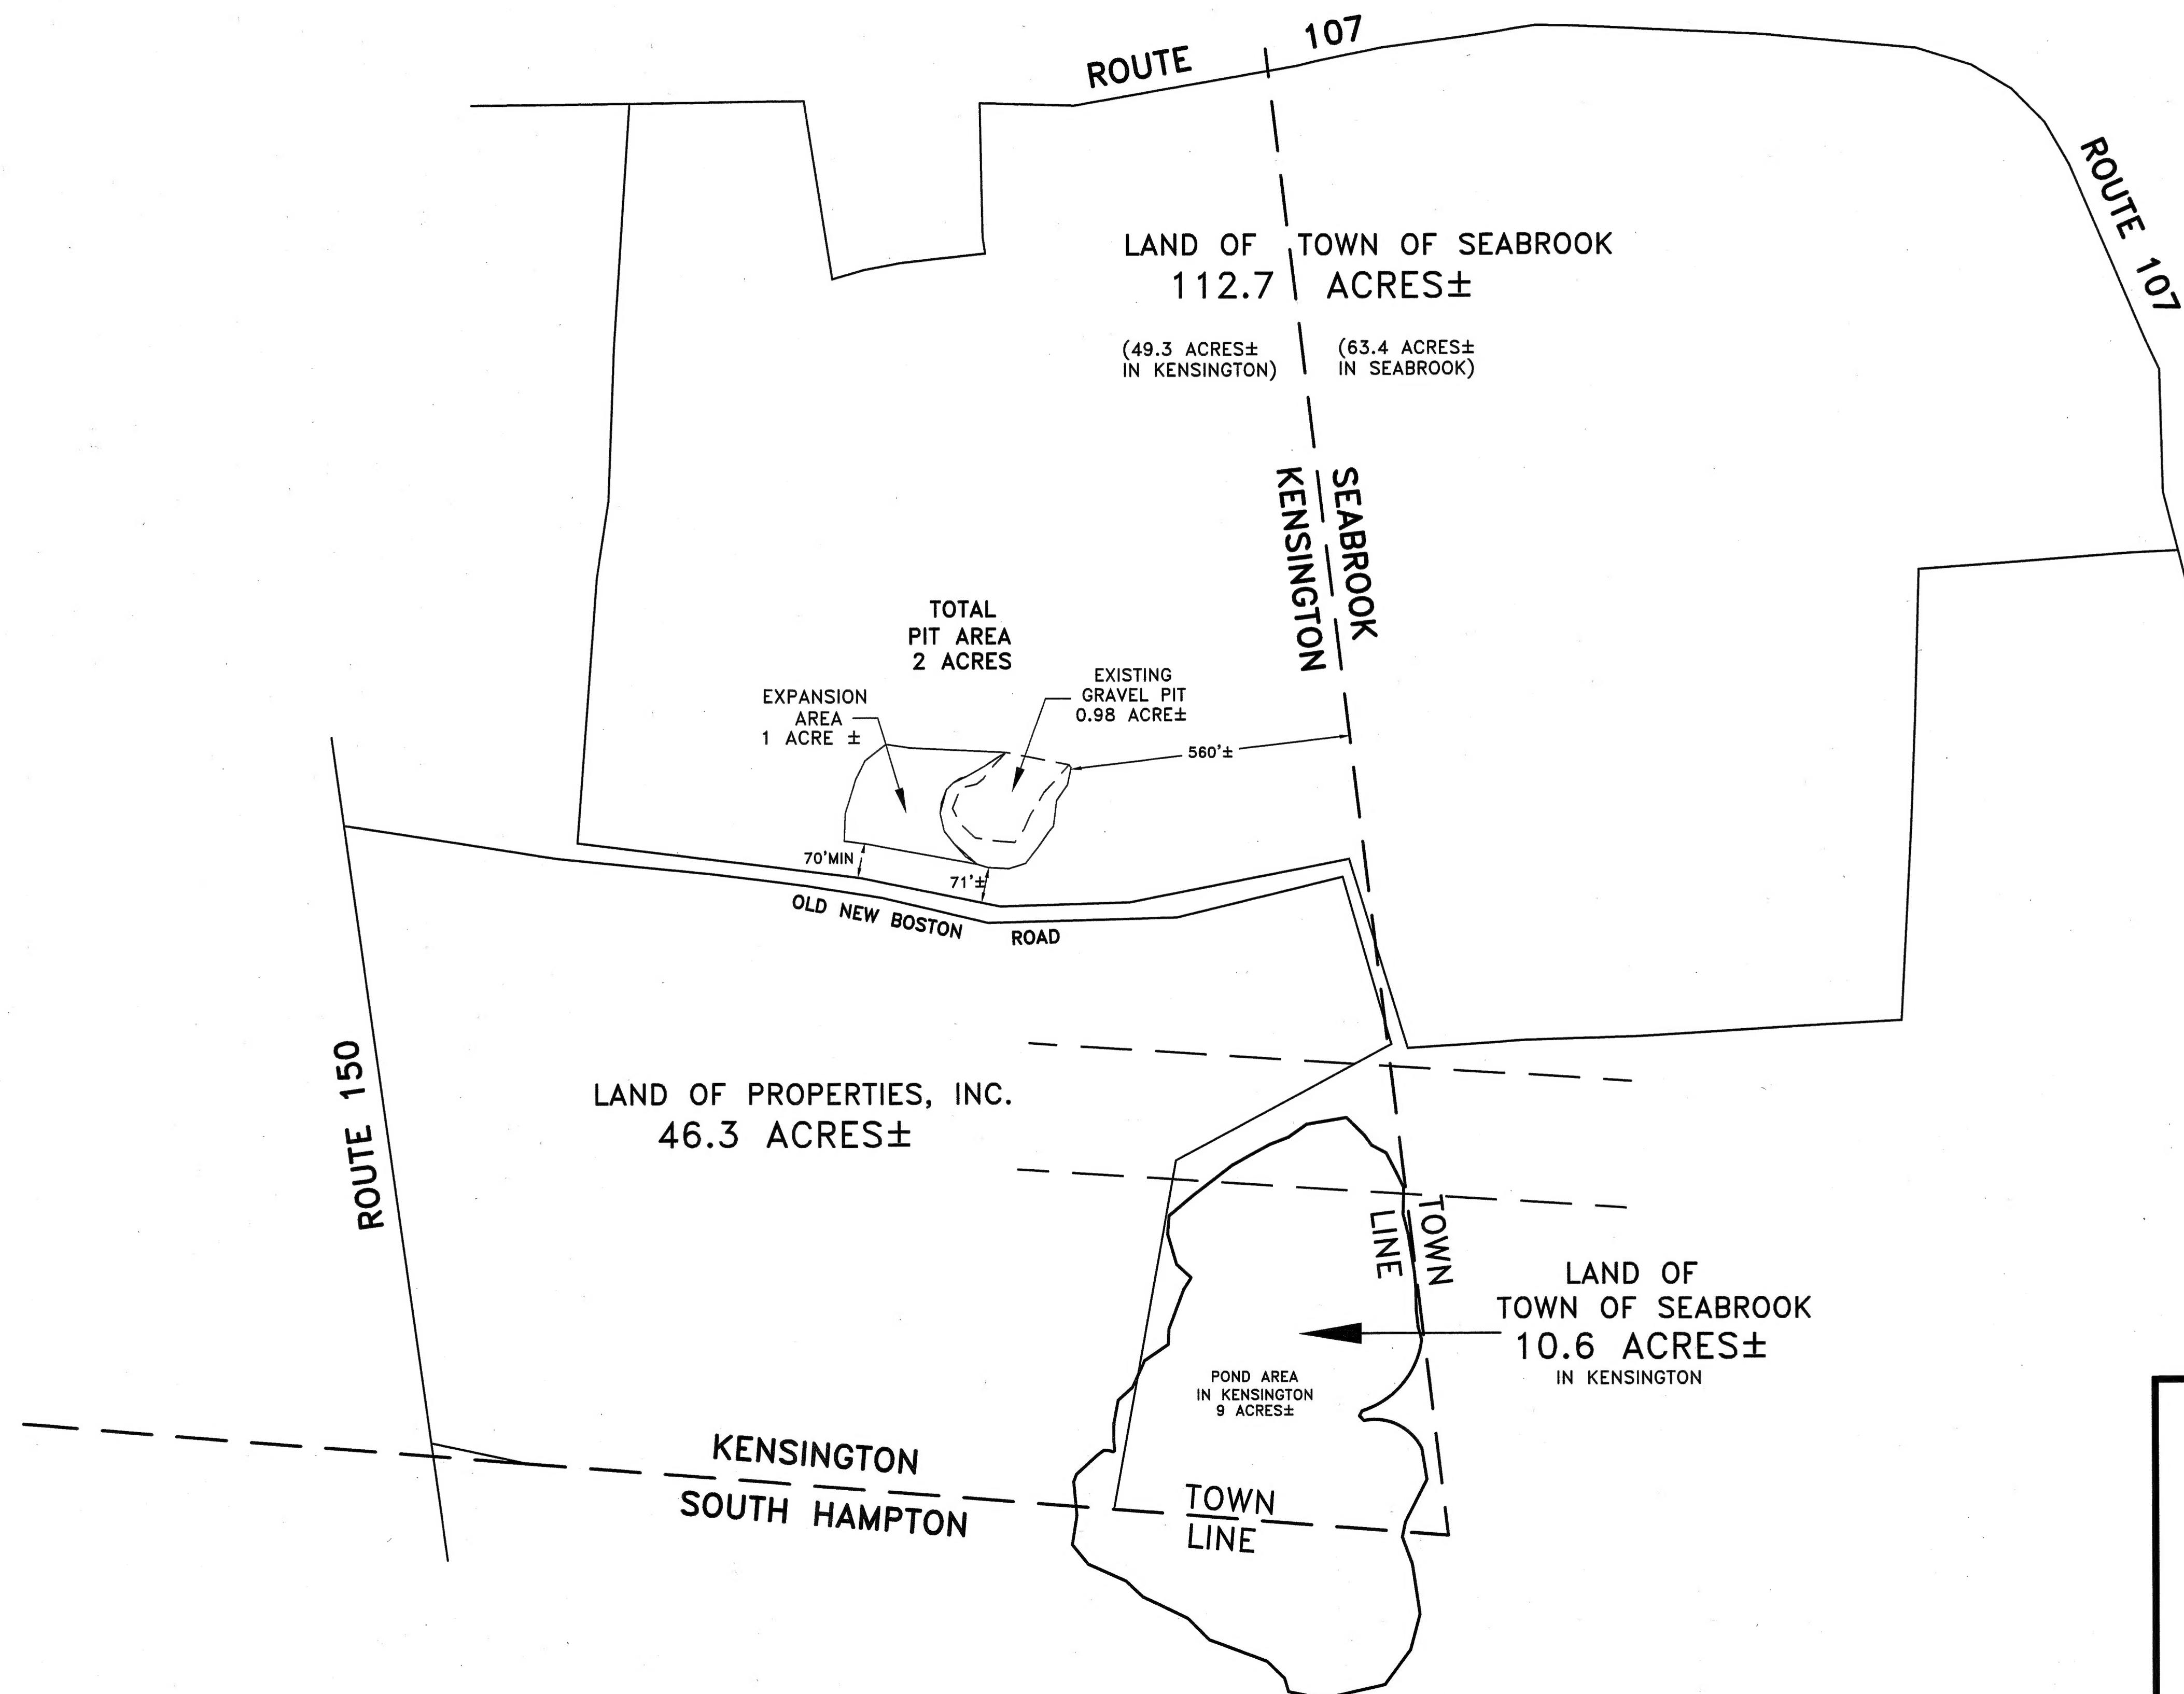 ROUTE 107
ROUTE 107
LAND OF TOWN OF SEABROOK
112.7 ACRES±
(49.3 ACRES±
IN KENSINGTON)
(63.4 ACRES±
IN SEABROOK)
SEABROOK
KENSINGTON
TOTAL
PIT AREA
2 ACRES
EXPANSION
AREA
1 ACRE ±
EXISTING
GRAVEL PIT
0.98 ACRE±
560'±
70'MIN
71'±
OLD NEW BOSTON ROAD
ROUTE 150
LAND OF PROPERTIES, INC.
46.3 ACRES±
TOWN
LINE
LAND OF
TOWN OF SEABROOK
10.6 ACRES±
IN KENSINGTON
POND AREA
IN KENSINGTON
9 ACRES±
KENSINGTON
SOUTH HAMPTON
TOWN
LINE